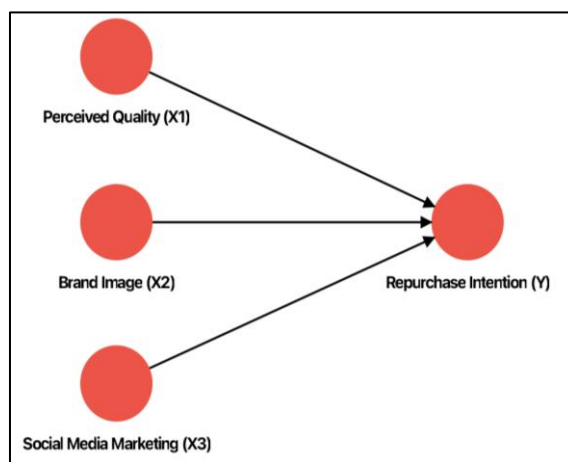 Perceived Quality (X1)
Brand Image (X2)
Repurchase Intention (Y)
Social Media Marketing (X3)